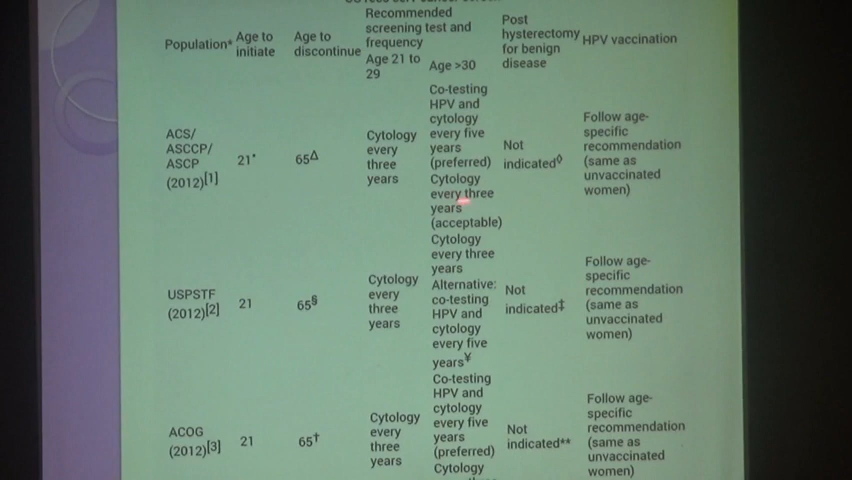 Recommended
screening test and
frequency
Post
hysterectomy
for benign
disease
Population* Age to
initiate
Age to
discontinue
HPV vaccination
Age 21 to
29
Age >30
ACS/
ASCCP/
ASCP
(2012)[1]
21*
65Δ
Cytology
every
three
years
Co-testing
HPV and
cytology
every five
years
(preferred)
Cytology
every three
years
(acceptable)
Not
indicated◊
Follow age-
specific
recommendation
(same as
unvaccinated
women)
USPSTF
(2012)[2]
21
65§
Cytology
every
three
years
Cytology
every three
years
Alternative:
co-testing
HPV and
cytology
every five
years¥
Not
indicated‡
Follow age-
specific
recommendation
(same as
unvaccinated
women)
ACOG
(2012)[3]
21
65†
Cytology
every
three
years
Co-testing
HPV and
cytology
every five
years
(preferred)
Cytology
Not
indicated**
Follow age-
specific
recommendation
(same as
unvaccinated
women)